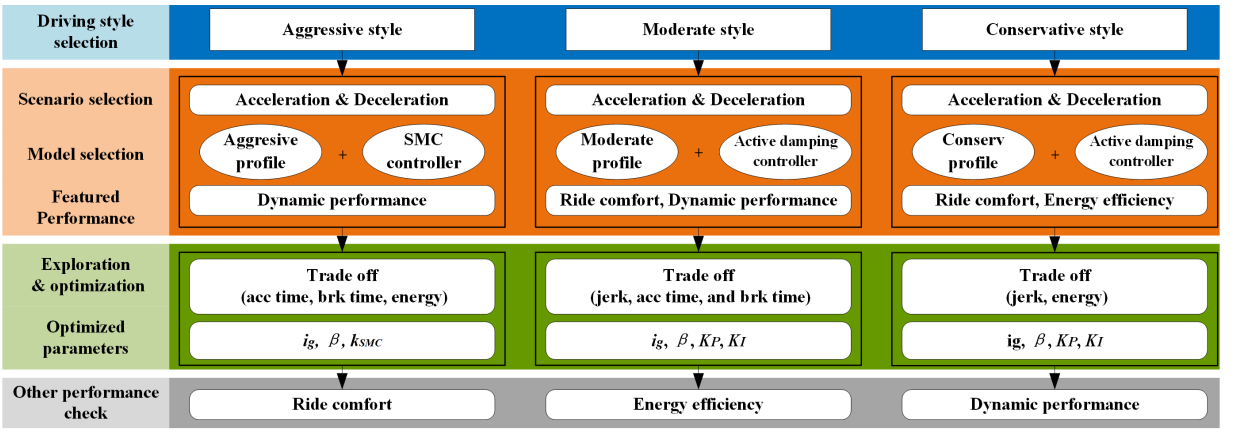 Driving style
selection
Aggressive style
Moderate style
Conservative style
Scenario selection
Acceleration & Deceleration
Acceleration & Deceleration
Acceleration & Deceleration
Model selection
Aggresive
profile
+
SMC
controller
Moderate
profile
+
Active damping
controller
Conserv
profile
+
Active damping
controller
Featured
Performance
Dynamic performance
Ride comfort, Dynamic performance
Ride comfort, Energy efficiency
Exploration
& optimization
Trade off
(acc time, brk time, energy)
Trade off
(jerk, acc time, and brk time)
Trade off
(jerk, energy)
Optimized
parameters
ig, β, kSMC
ig, β, KP, KI
ig, β, KP, KI
Other performance
check
Ride comfort
Energy efficiency
Dynamic performance